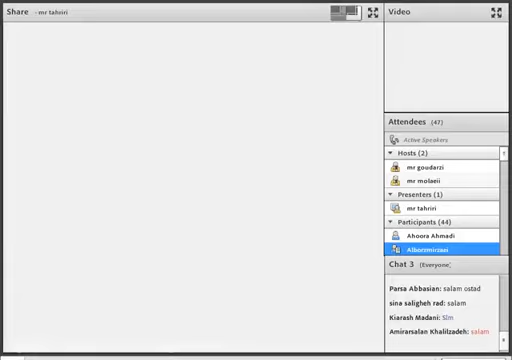 Share - mr tahriri
Video
Attendees (47)
Active Speakers
Hosts (2)
mr goudarzi
mr molaeii
Presenters (1)
mr tahriri
Participants (44)
Ahoora Ahmadi
Alborzmirzaei
Chat 3 (Everyone)
Parsa Abbasian: salam ostad
sina saligheh rad: salam
Kiarash Madani: Slm
Amirarsalan Khalilzadeh: salam